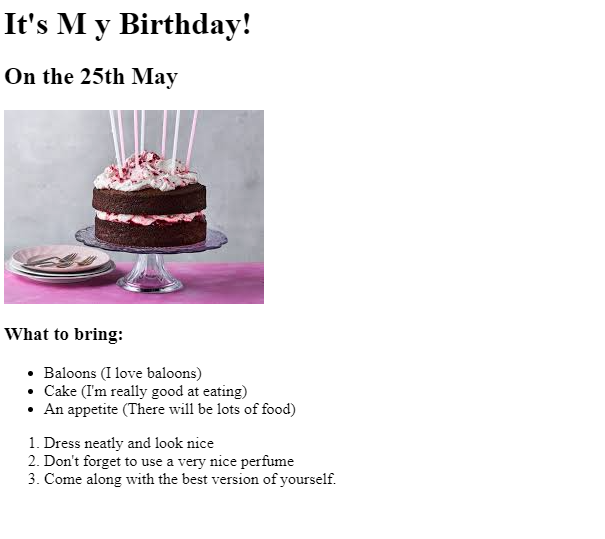 It's M y Birthday!
On the 25th May
What to bring:
• Baloons (I love baloons)
• Cake (I'm really good at eating)
• An appetite (There will be lots of food)
1. Dress neatly and look nice
2. Don't forget to use a very nice perfume
3. Come along with the best version of yourself.